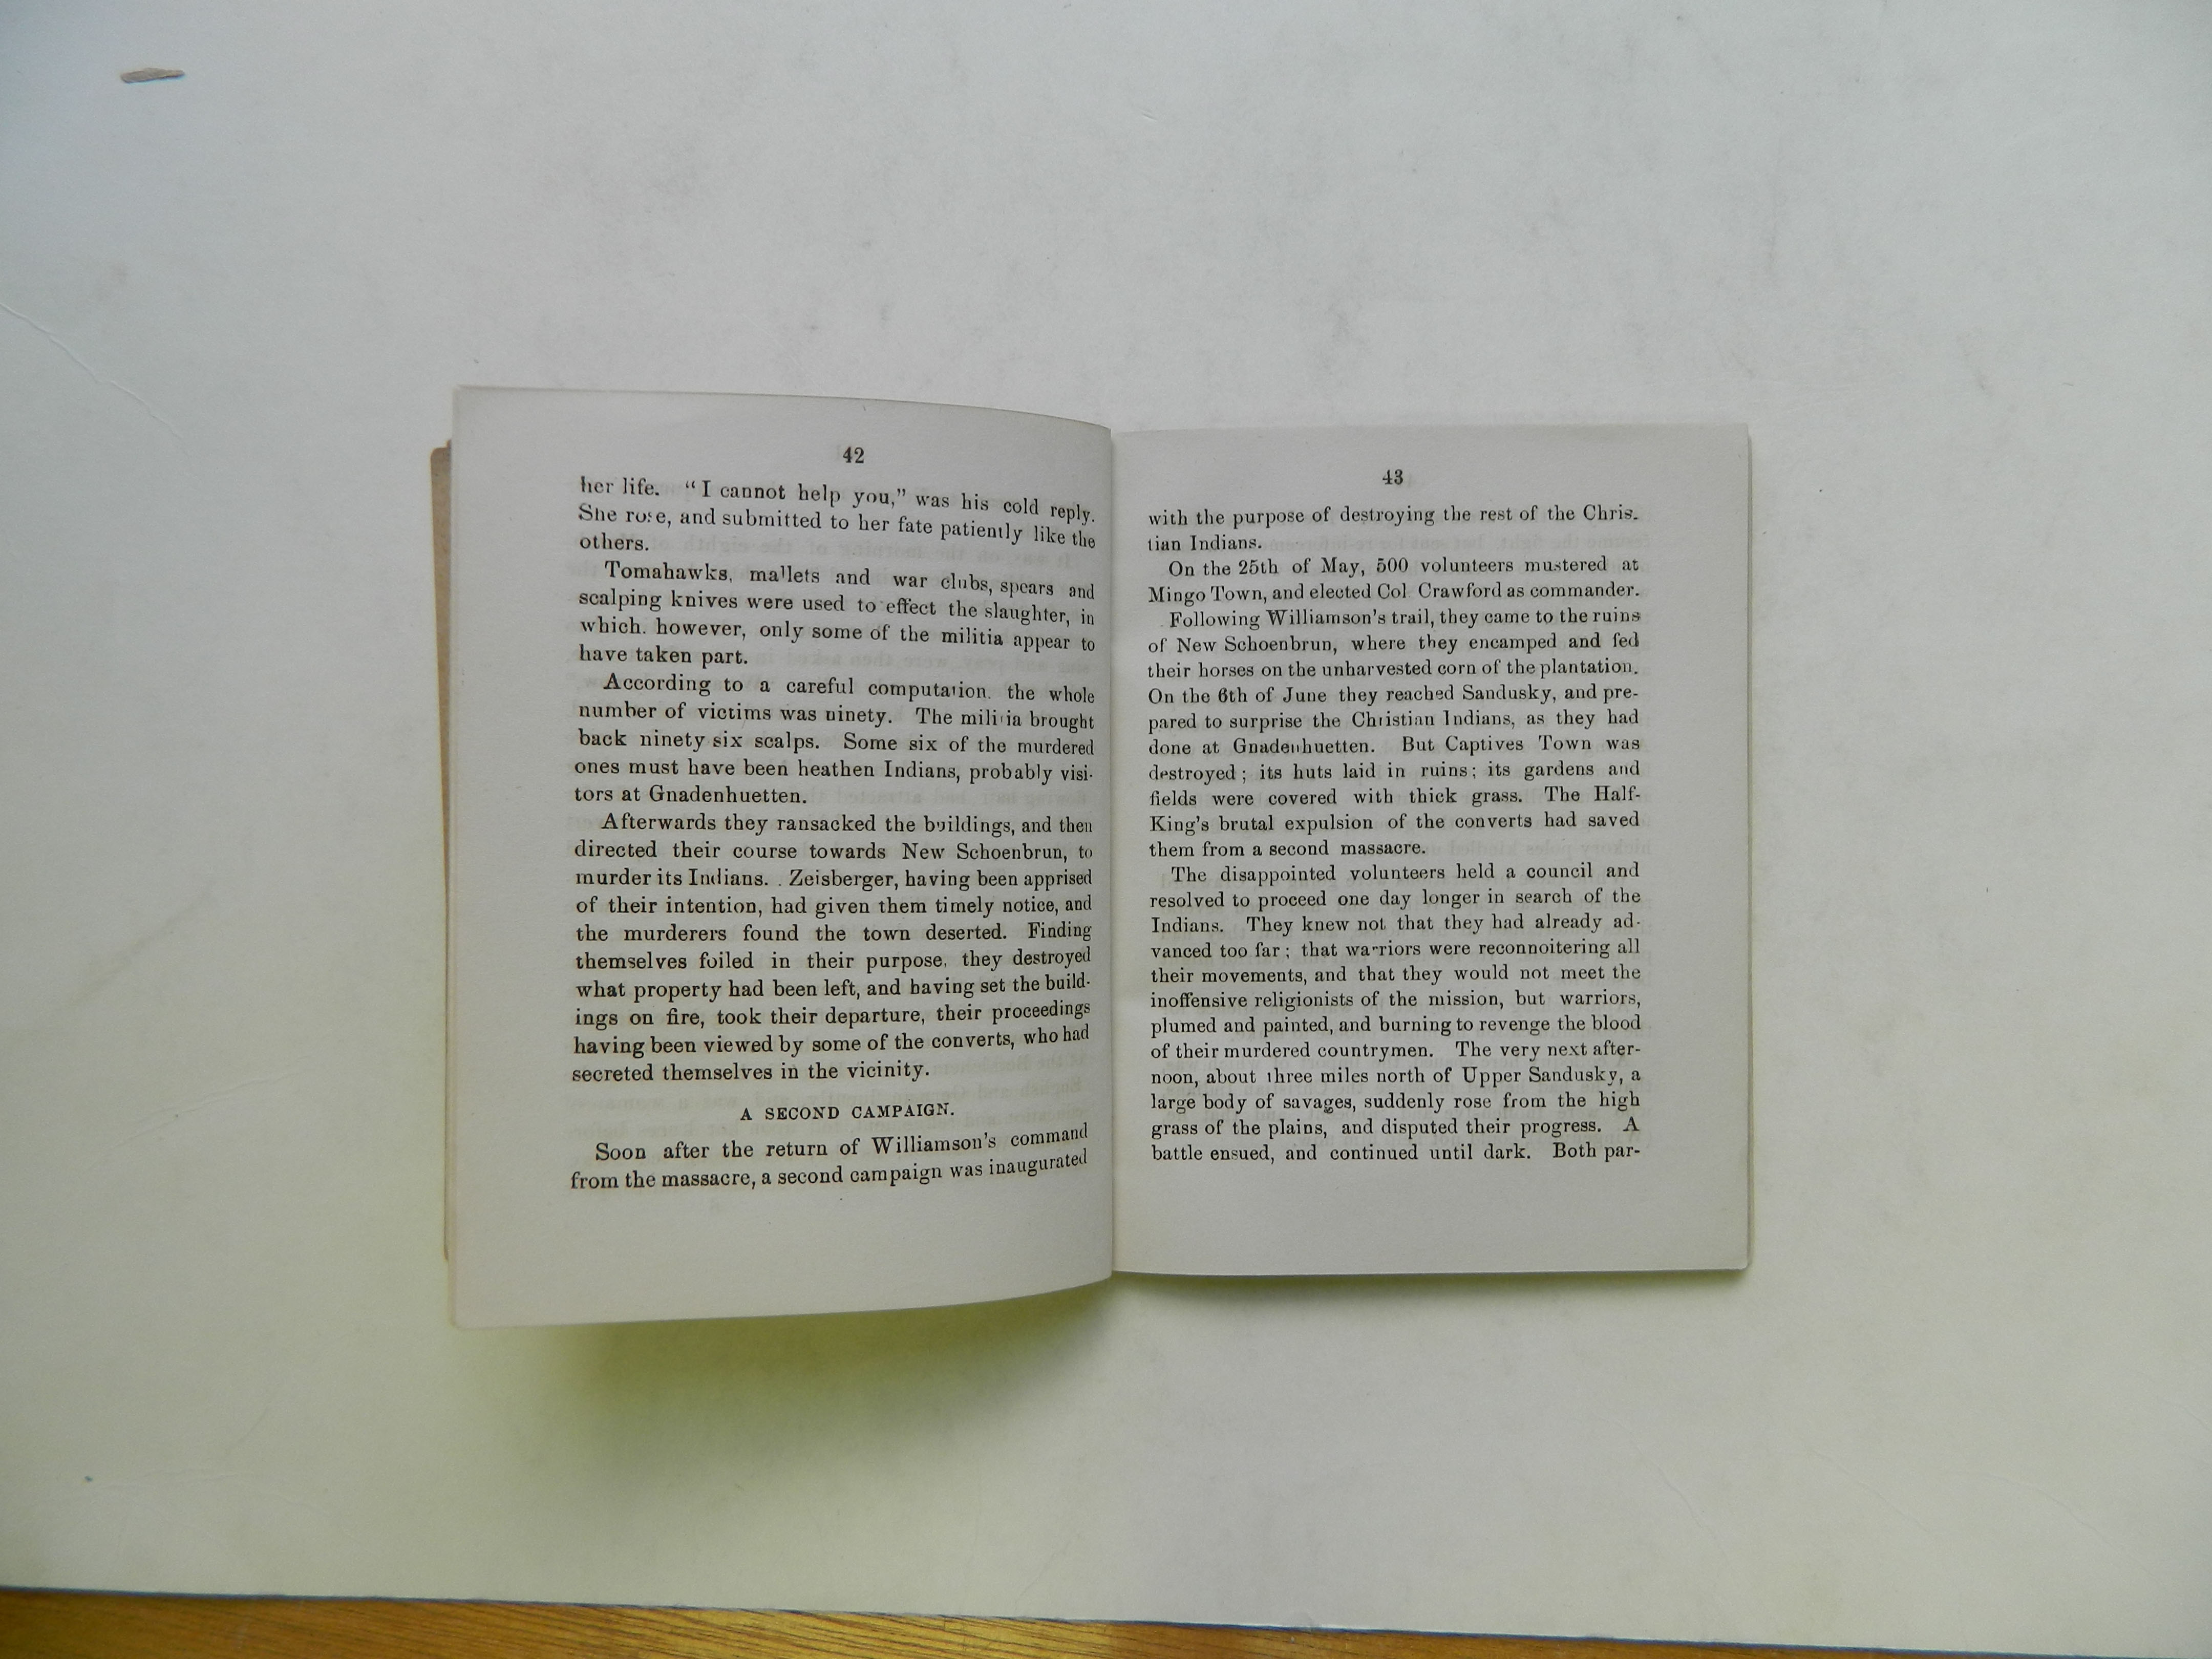 42
her life. "I cannot help you," was his cold reply.
She rose, and submitted to her fate patiently like the
others.
Tomahawks, mallets and war clubs, spears and
scalping knives were used to effect the slaughter, in
which. however, only some of the militia appear to
have taken part.
According to a careful computation. the whole
number of victims was ninety. The militia brought
back ninety six scalps. Some six of the murdered
ones must have been heathen Indians, probably visi-
tors at Gnadenhuetten.
Afterwards they ransacked the buildings, and then
directed their course towards New Schoenbrun, to
murder its Indians. . Zeisberger, having been apprised
of their intention, had given them timely notice, and
the murderers found the town deserted. Finding
themselves foiled in their purpose, they destroyed
what property had been left, and having set the build-
ings on fire, took their departure, their proceedings
having been viewed by some of the converts, who had
secreted themselves in the vicinity.
A SECOND CAMPAIGN.
Soon after the return of Williamson's command
from the massacre, a second campaign was inaugurated
43
with the purpose of destroying the rest of the Chris-
tian Indians.
On the 25th of May, 500 volunteers mustered at
Mingo Town, and elected Col Crawford as commander.
Following Williamson's trail, they came to the ruins
of New Schoenbrun, where they encamped and fed
their horses on the unharvested corn of the plantation.
On the 6th of June they reached Sandusky, and pre-
pared to surprise the Christian Indians, as they had
done at Gnadenhuetten. But Captives Town was
destroyed; its huts laid in ruins; its gardens and
fields were covered with thick grass. The Half-
King's brutal expulsion of the converts had saved
them from a second massacre.
The disappointed volunteers held a council and
resolved to proceed one day longer in search of the
Indians. They knew not that they had already ad-
vanced too far; that warriors were reconnoitering all
their movements, and that they would not meet the
inoffensive religionists of the mission, but warriors,
plumed and painted, and burning to revenge the blood
of their murdered countrymen. The very next after-
noon, about three miles north of Upper Sandusky, a
large body of savages, suddenly rose from the high
grass of the plains, and disputed their progress. A
battle ensued, and continued until dark. Both par-